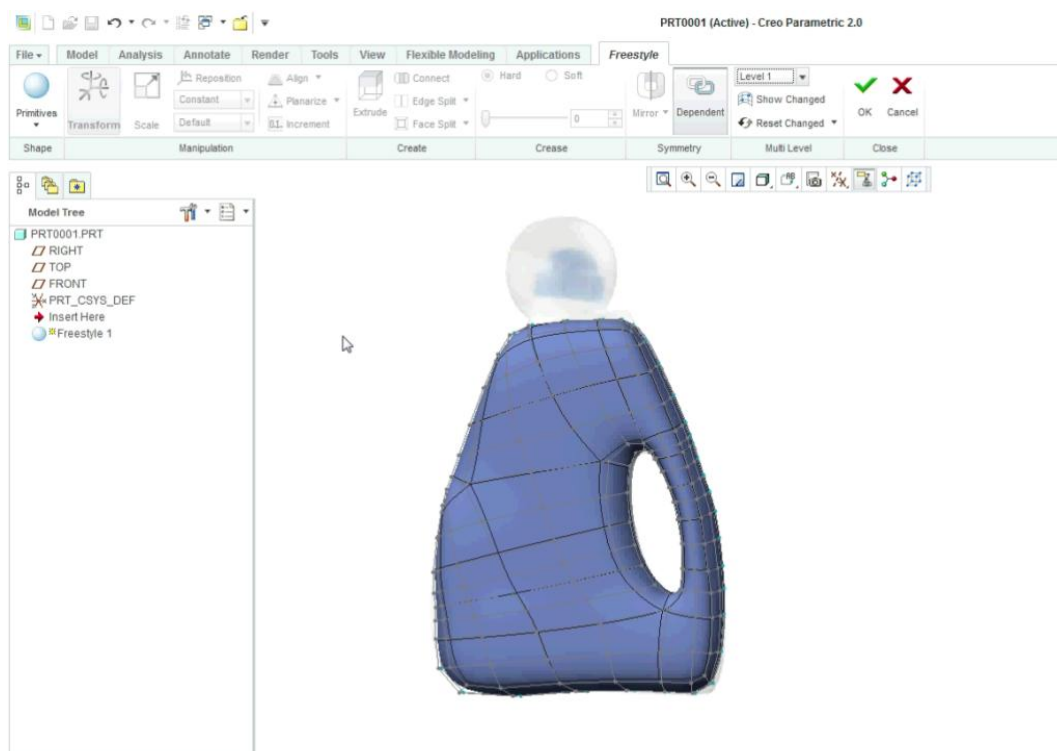 PRT0001 (Active) - Creo Parametric 2.0
File Model Analysis Annotate Render Tools View Flexible Modeling Applications Freestyle
Primitives
Transform
Scale
Reposition
Constant
Default
Align
Planarize
Increment
Extrude
Connect
Edge Split
Face Split
Hard Soft
0
Mirror
Dependent
Level 1
Show Changed
Reset Changed
OK
Cancel
Shape Manipulation Create Crease Symmetry Multi Level Close
Model Tree
PRT0001.PRT
RIGHT
TOP
FRONT
PRT_CSYS_DEF
Insert Here
Freestyle 1